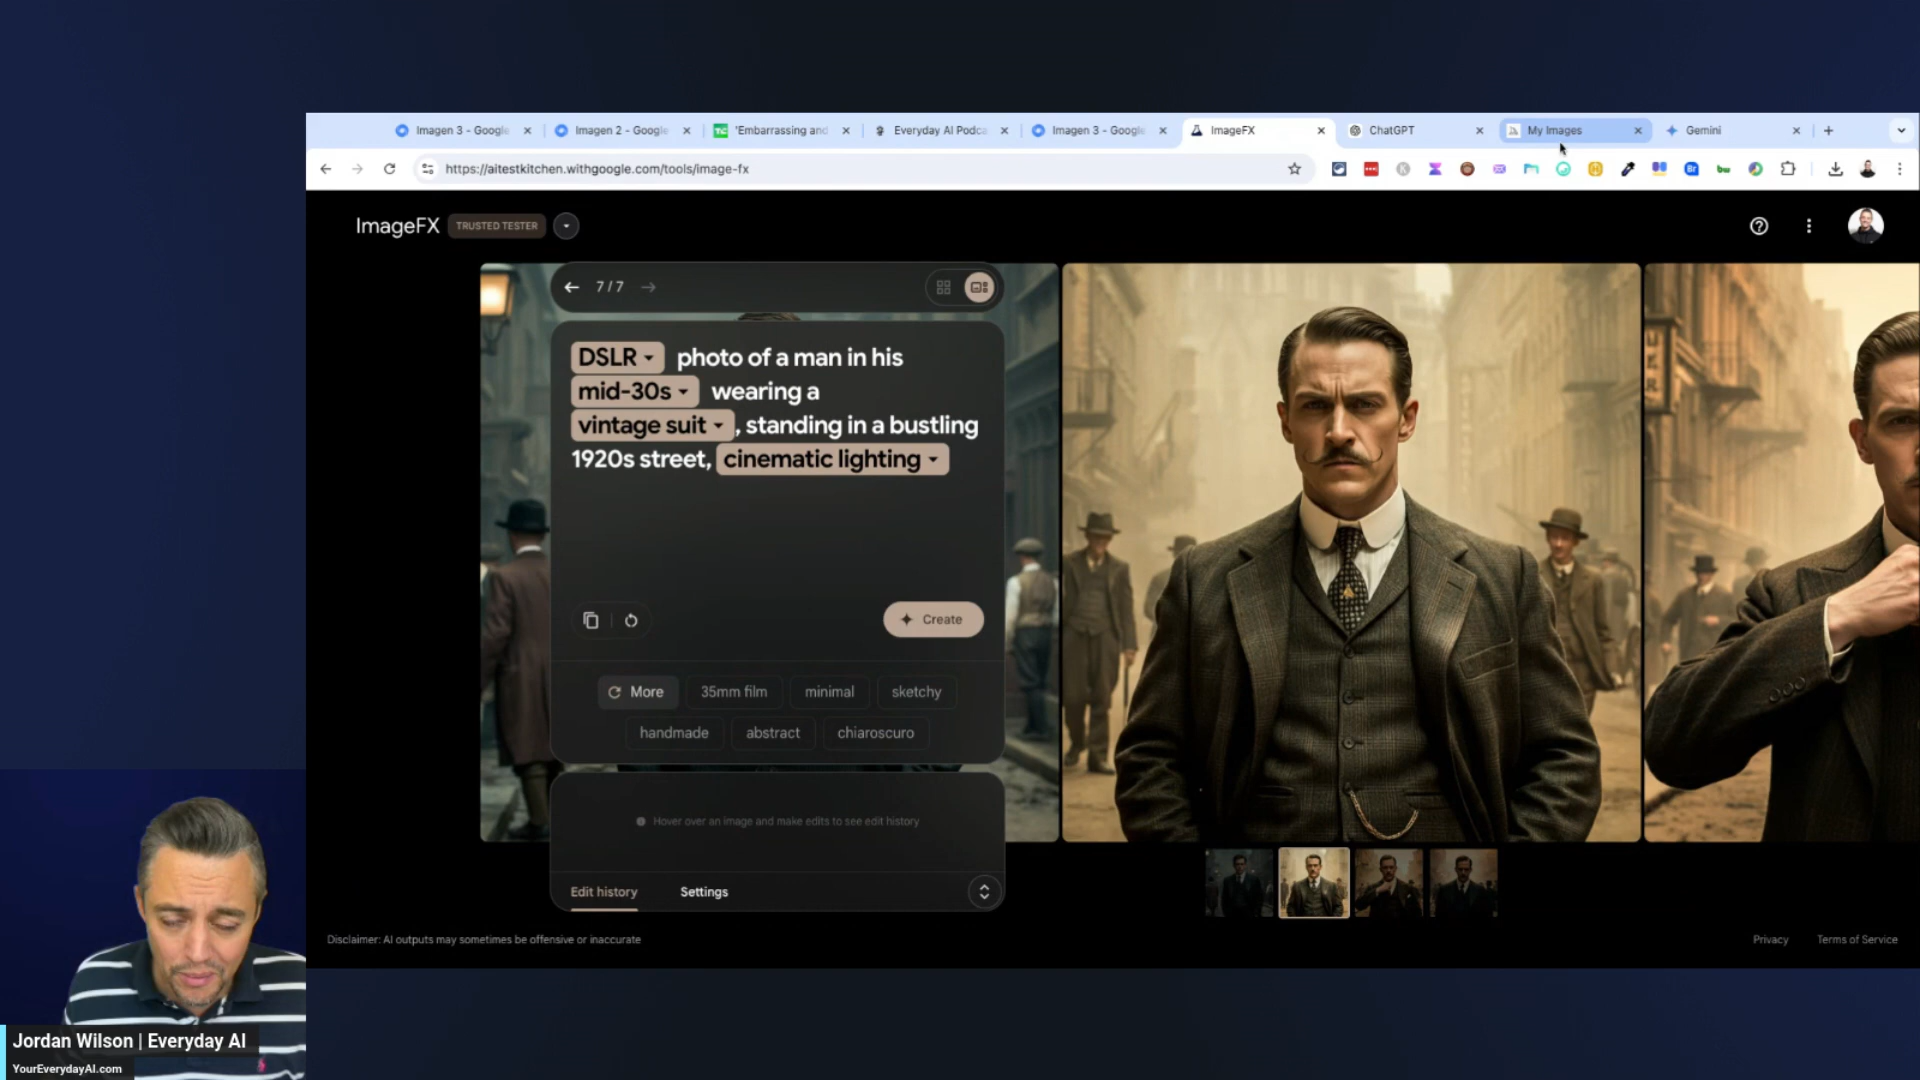 Imagen 3 - Google
Imagen 2 - Google
'Embarrassing and
Everyday AI Podca
Imagen 3 - Google
ImageFX
ChatGPT
My Images
Gemini
https://aitestkitchen.withgoogle.com/tools/image-fx
ImageFX
TRUSTED TESTER
7/7
DSLR photo of a man in his
mid-30s wearing a
vintage suit, standing in a bustling
1920s street, cinematic lighting
Create
More
35mm film
minimal
sketchy
handmade
abstract
chiaroscuro
Hover over an image and make edits to see edit history
Edit history
Settings
Disclaimer: AI outputs may sometimes be offensive or inaccurate
Privacy
Terms of Service
Jordan Wilson | Everyday AI
YourEverydayAI.com